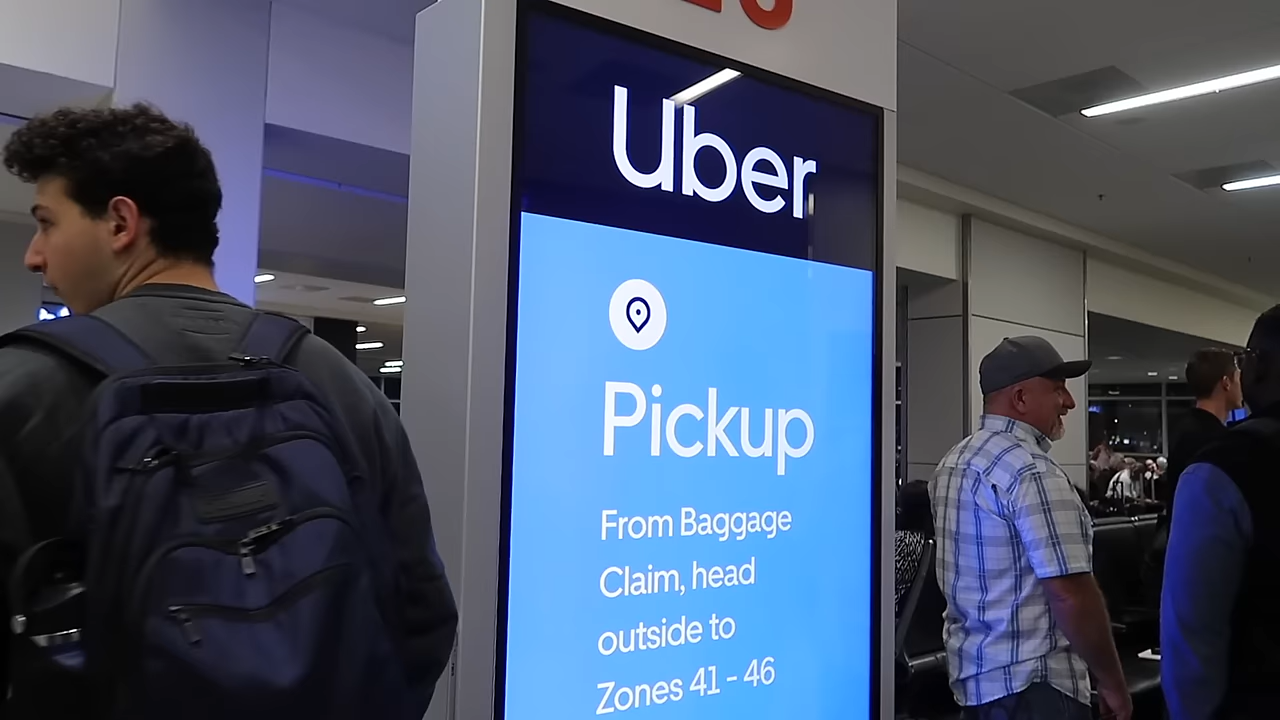 Uber
Pickup
From Baggage
Claim, head
outside to
Zones 41 - 46